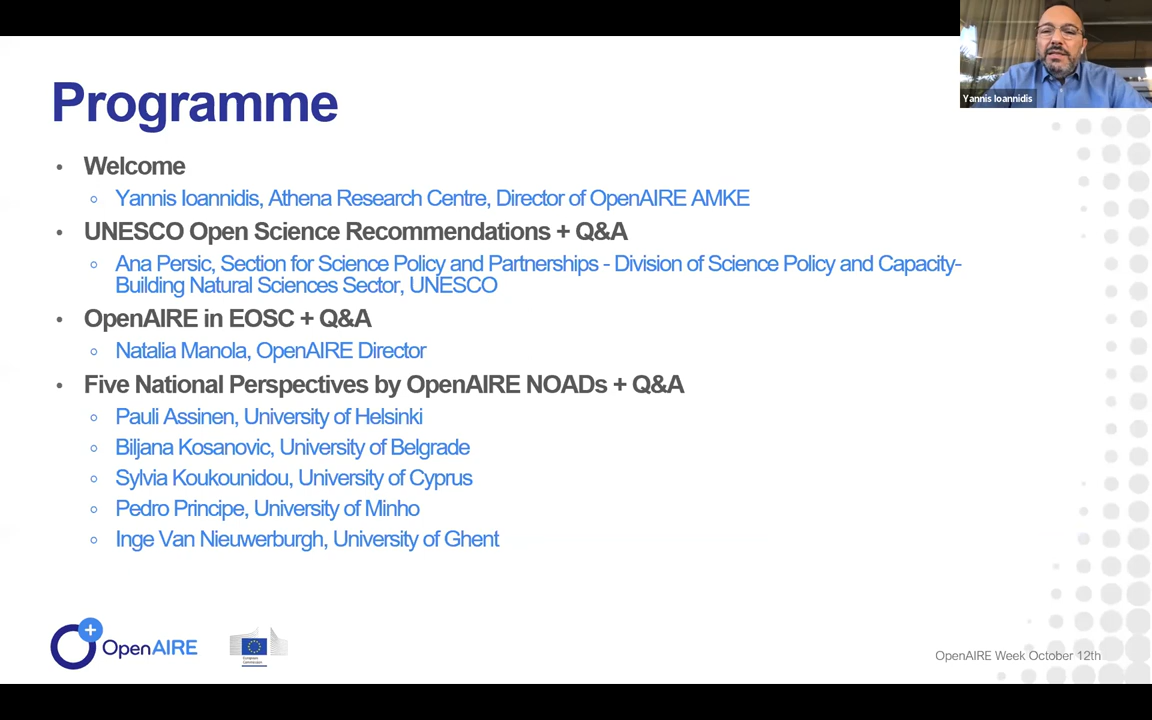 Yannis Ioannidis
Programme
• Welcome
Yannis Ioannidis, Athena Research Centre, Director of OpenAIRE AMKE
• UNESCO Open Science Recommendations + Q&A
Ana Persic, Section for Science Policy and Partnerships - Division of Science Policy and Capacity-
Building Natural Sciences Sector, UNESCO
• OpenAIRE in EOSC + Q&A
Natalia Manola, OpenAIRE Director
• Five National Perspectives by OpenAIRE NOADs + Q&A
Pauli Assinen, University of Helsinki
Biljana Kosanovic, University of Belgrade
Sylvia Koukounidou, University of Cyprus
Pedro Principe, University of Minho
Inge Van Nieuwerburgh, University of Ghent
OpenAIRE
European
Commission
OpenAIRE Week October 12th